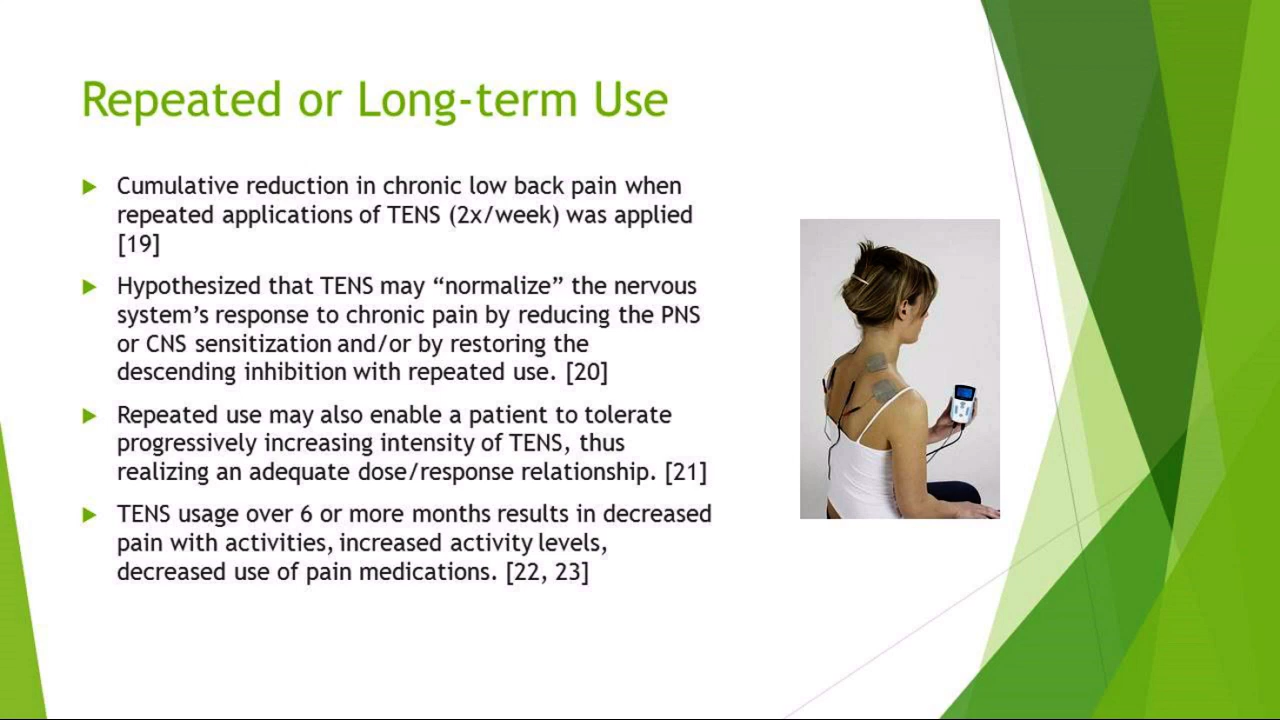 Repeated or Long-term Use
Cumulative reduction in chronic low back pain when
repeated applications of TENS (2x/week) was applied
[19]
Hypothesized that TENS may “normalize” the nervous
system’s response to chronic pain by reducing the PNS
or CNS sensitization and/or by restoring the
descending inhibition with repeated use. [20]
Repeated use may also enable a patient to tolerate
progressively increasing intensity of TENS, thus
realizing an adequate dose/response relationship. [21]
TENS usage over 6 or more months results in decreased
pain with activities, increased activity levels,
decreased use of pain medications. [22, 23]